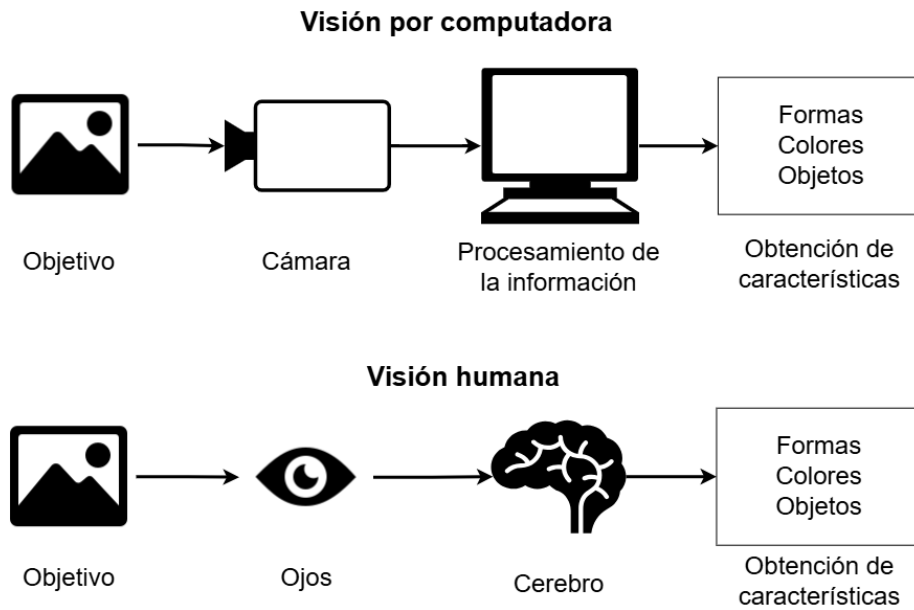 Visión por computadora
Formas
Colores
Objetos
Objetivo
Cámara
Procesamiento de
la información
Obtención de
características
Visión humana
Formas
Colores
Objetos
Objetivo
Ojos
Cerebro
Obtención de
características